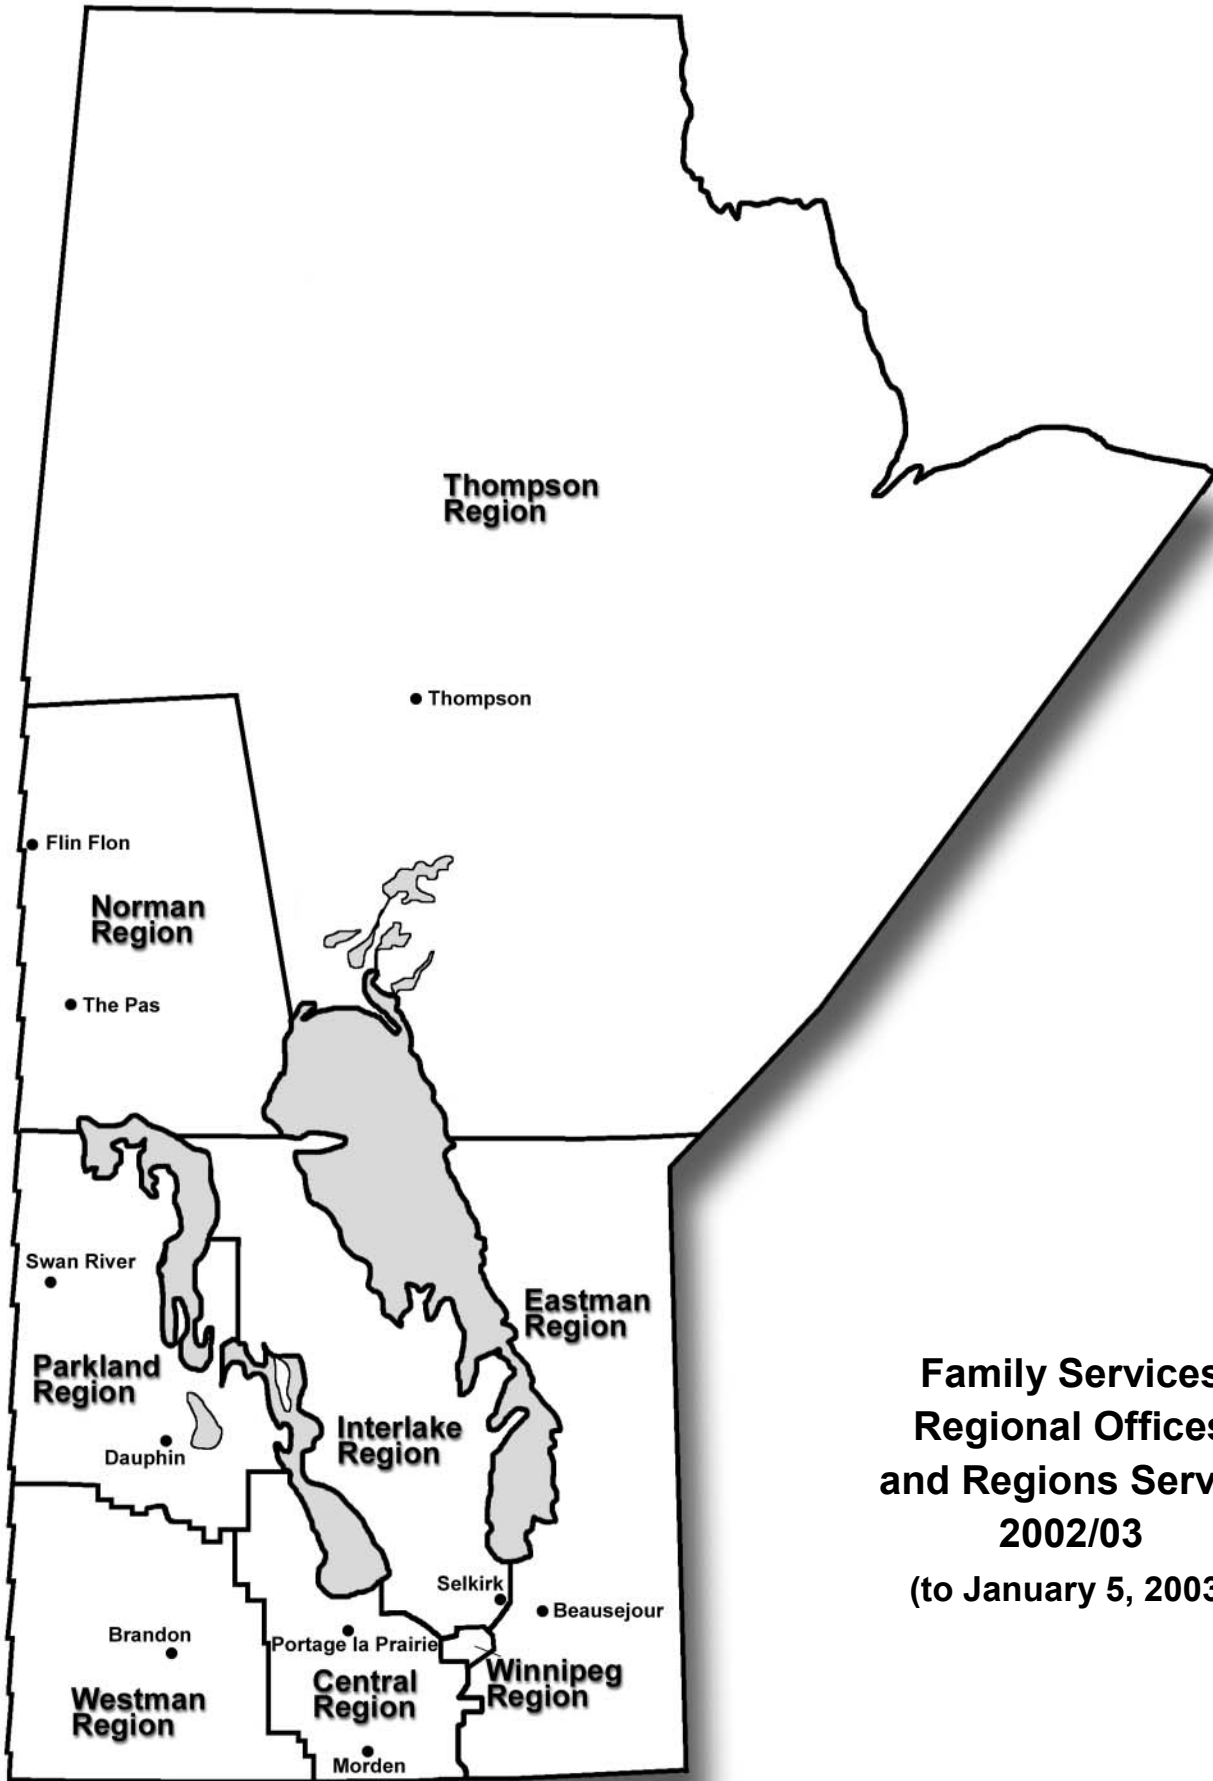 Thompson
Region
Thompson
Flin Flon
Norman
Region
The Pas
Swan River
Eastman
Region
Parkland
Region
Dauphin
Interlake
Region
Family Services
Regional Offices
and Regions Serv
2002/03
(to January 5, 2003
Selkirk
Beausejour
Brandon
Portage la Prairie
Westman
Region
Central
Region
Winnipeg
Region
Morden